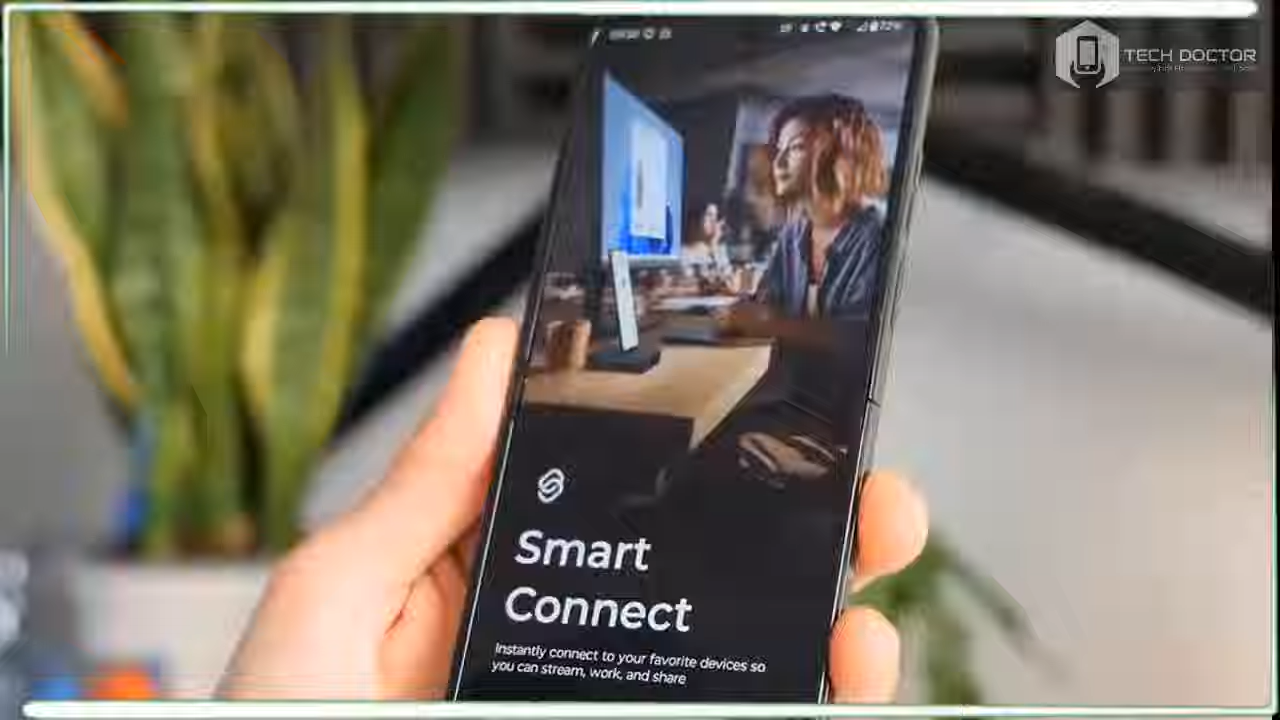 TECH DOCTOR
Smart
Connect
Instantly connect to your favorite devices so
you can stream, work, and share